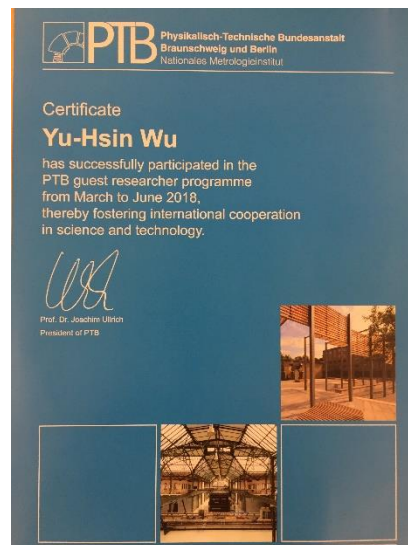 PTB
Physikalisch-Technische Bundesanstalt
Braunschweig und Berlin
Nationales Metrologieinstitut
Certificate
Yu-Hsin Wu
has successfully participated in the
PTB guest researcher programme
from March to June 2018,
thereby fostering international cooperation
in science and technology.
Prof. Dr. Joachim Ullrich
President of PTB